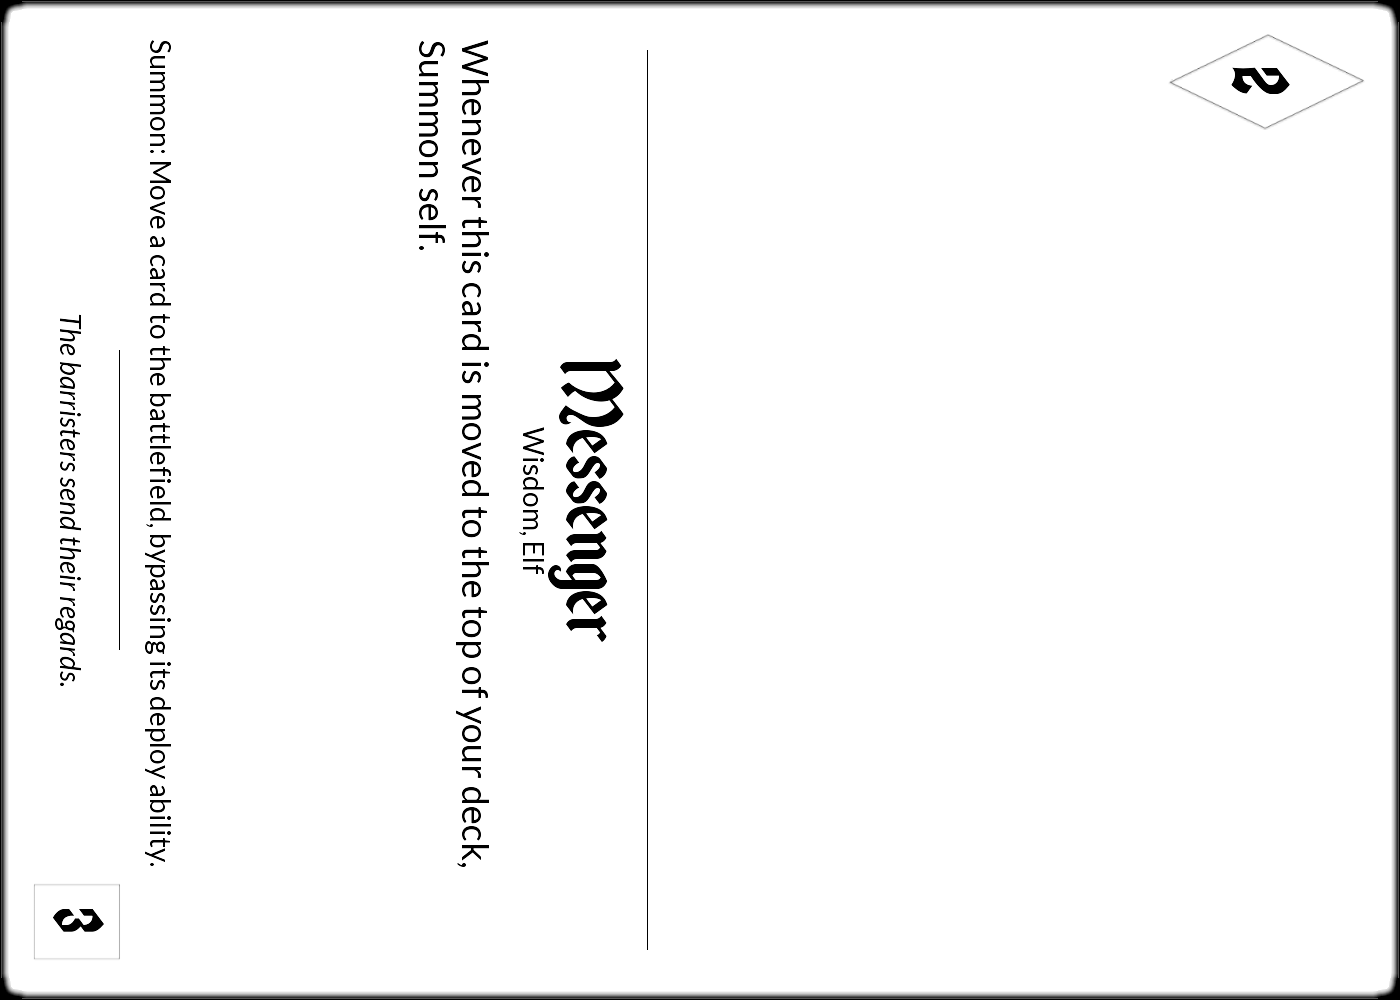 2
Messenger
Wisdom, Elf
Whenever this card is moved to the top of your deck,
Summon self.
Summon: Move a card to the battlefield, bypassing its deploy ability.
The barristers send their regards.
3